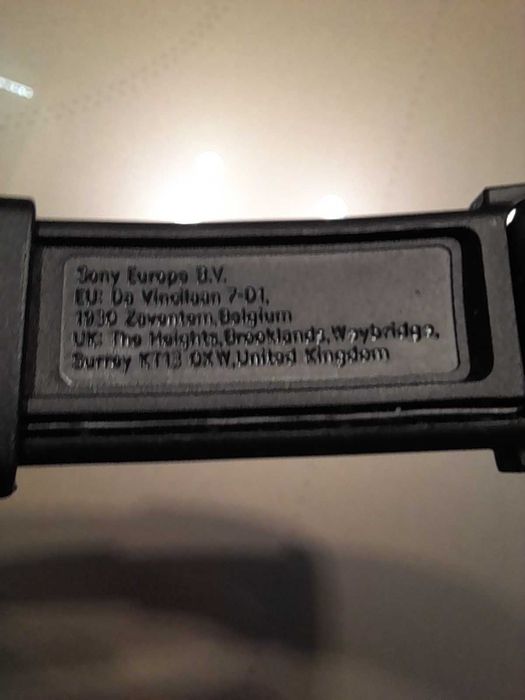 Sony Europe B.V.
EU: Da Vincilaan 7-D1,
1930 Zaventem, Belgium
UK: The Heights, Brooklands, Weybridge,
Surrey KT13 0XW, United Kingdom